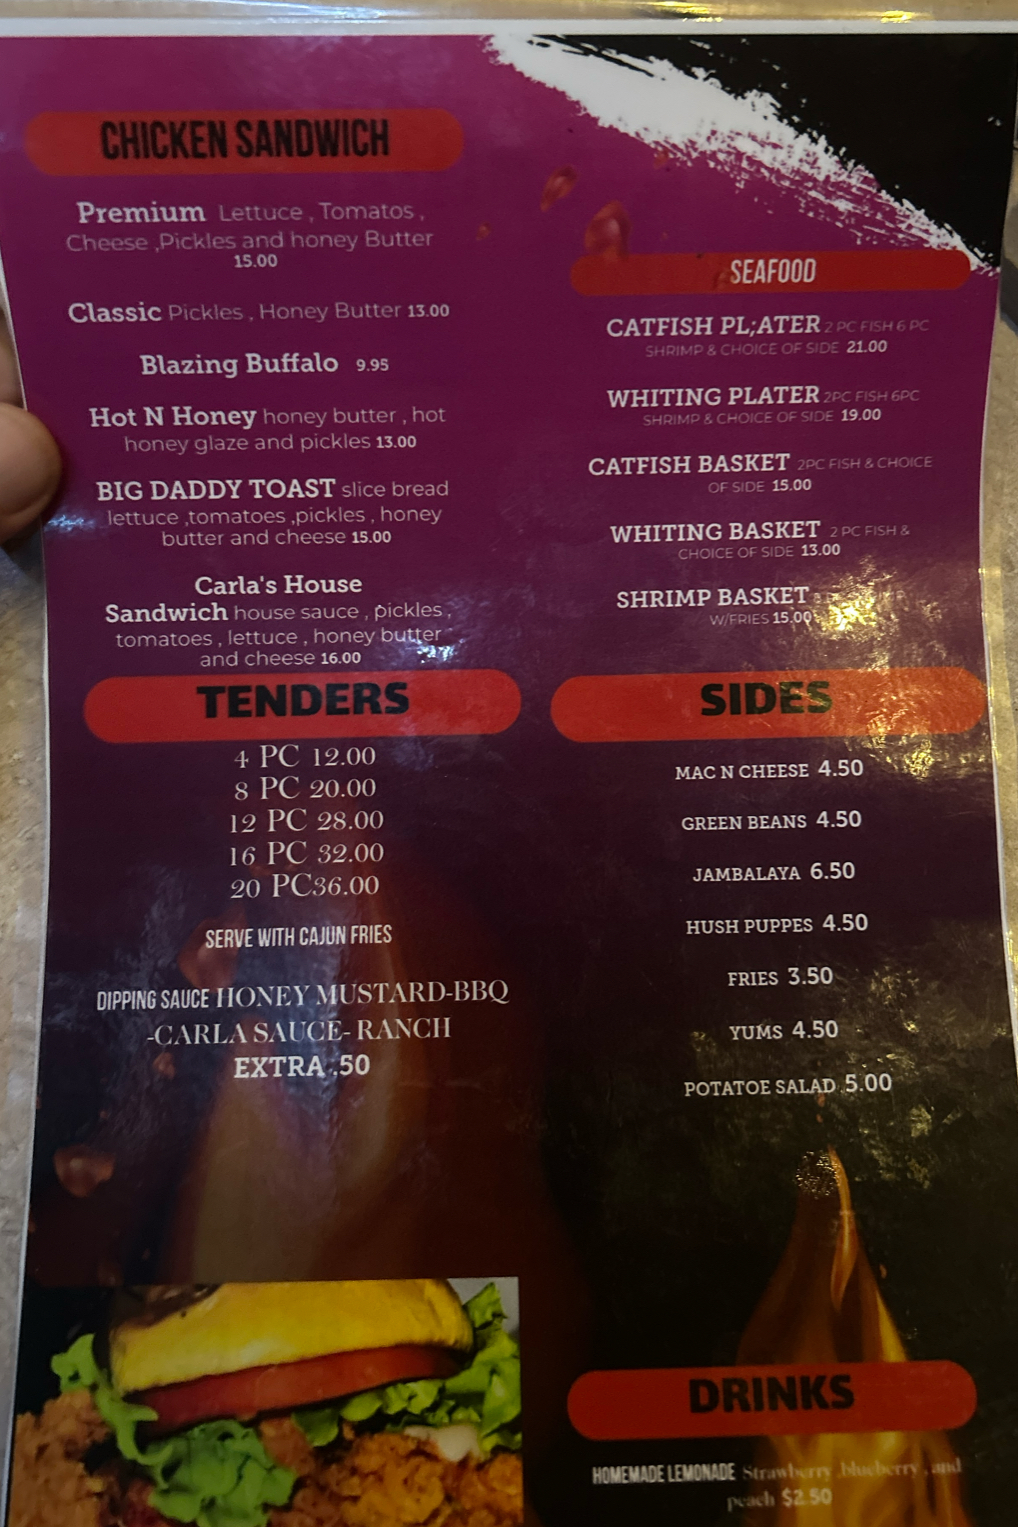 CHICKEN SANDWICH
Premium Lettuce , Tomatos ,
Cheese ,Pickles and honey Butter
15.00
Classic Pickles , Honey Butter 13.00
Blazing Buffalo 9.95
Hot N Honey honey butter , hot
honey glaze and pickles 13.00
BIG DADDY TOAST slice bread
lettuce ,tomatoes ,pickles , honey
butter and cheese 15.00
Carla's House
Sandwich house sauce , pickles ,
tomatoes , lettuce , honey butter
and cheese 16.00
SEAFOOD
CATFISH PL;ATER 2 PC FISH 6 PC
SHRIMP & CHOICE OF SIDE 21.00
WHITING PLATER 2PC FISH 6PC
SHRIMP & CHOICE OF SIDE 19.00
CATFISH BASKET 2PC FISH & CHOICE
OF SIDE 15.00
WHITING BASKET 2 PC FISH &
CHOICE OF SIDE 13.00
SHRIMP BASKET
W/FRIES 15.00
TENDERS
4 PC 12.00
8 PC 20.00
12 PC 28.00
16 PC 32.00
20 PC36.00
SERVE WITH CAJUN FRIES
DIPPING SAUCE HONEY MUSTARD-BBQ
-CARLA SAUCE- RANCH
EXTRA .50
SIDES
MAC N CHEESE 4.50
GREEN BEANS 4.50
JAMBALAYA 6.50
HUSH PUPPES 4.50
FRIES 3.50
YUMS 4.50
POTATOE SALAD 5.00
DRINKS
HOMEMADE LEMONADE Strawberry ,blueberry , and
peach $2.50